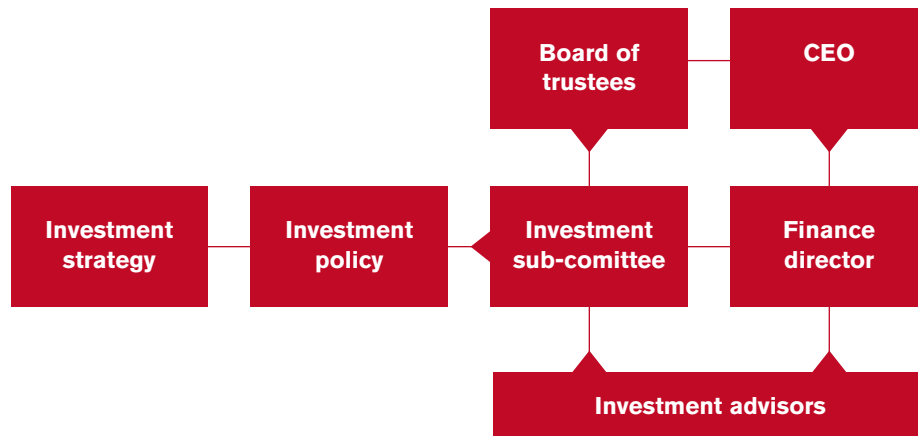 Board of
trustees
CEO
Investment
strategy
Investment
policy
Investment
sub-comittee
Finance
director
Investment advisors